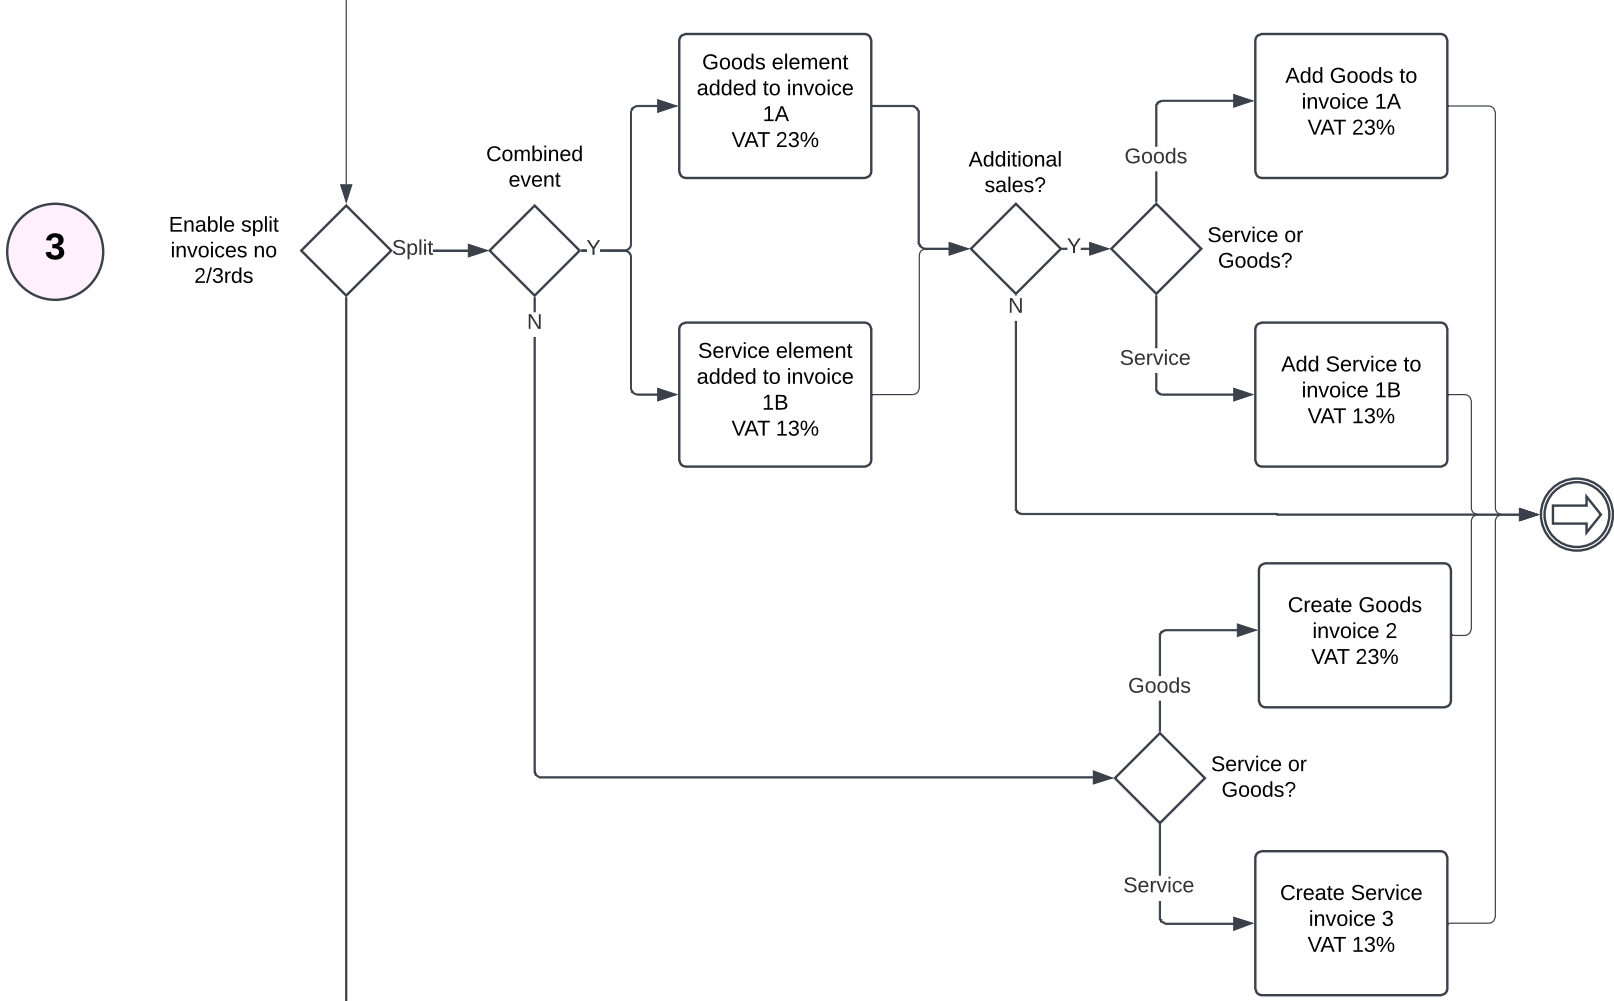 3
Enable split
invoices no
2/3rds
Split
Combined
event
Y
N
Goods element
added to invoice
1A
VAT 23%
Service element
added to invoice
1B
VAT 13%
Additional
sales?
Y
N
Service or
Goods?
Goods
Service
Add Goods to
invoice 1A
VAT 23%
Add Service to
invoice 1B
VAT 13%
Service or
Goods?
Goods
Service
Create Goods
invoice 2
VAT 23%
Create Service
invoice 3
VAT 13%